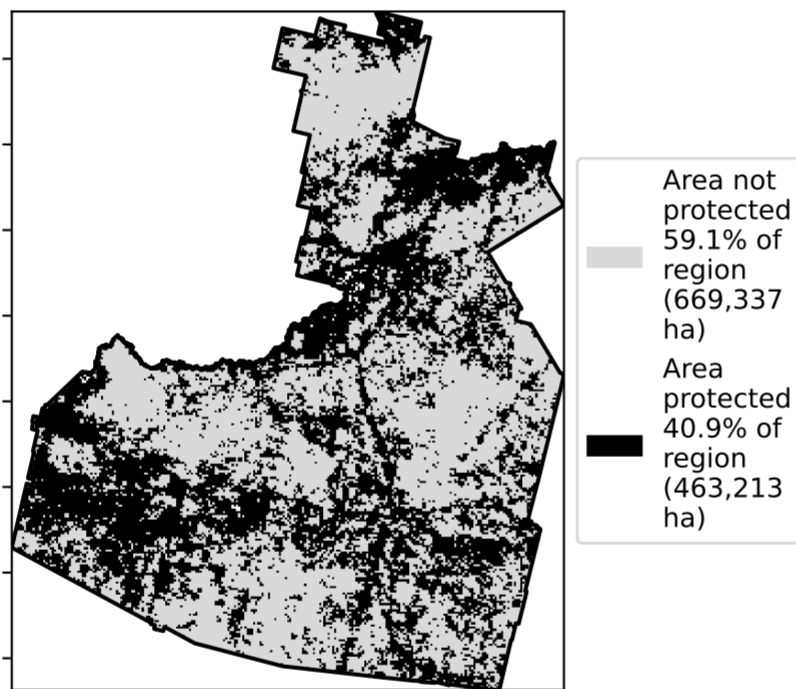 Area not
protected
59.1% of
region
(669,337
ha)
Area
protected
40.9% of
region
(463,213
ha)